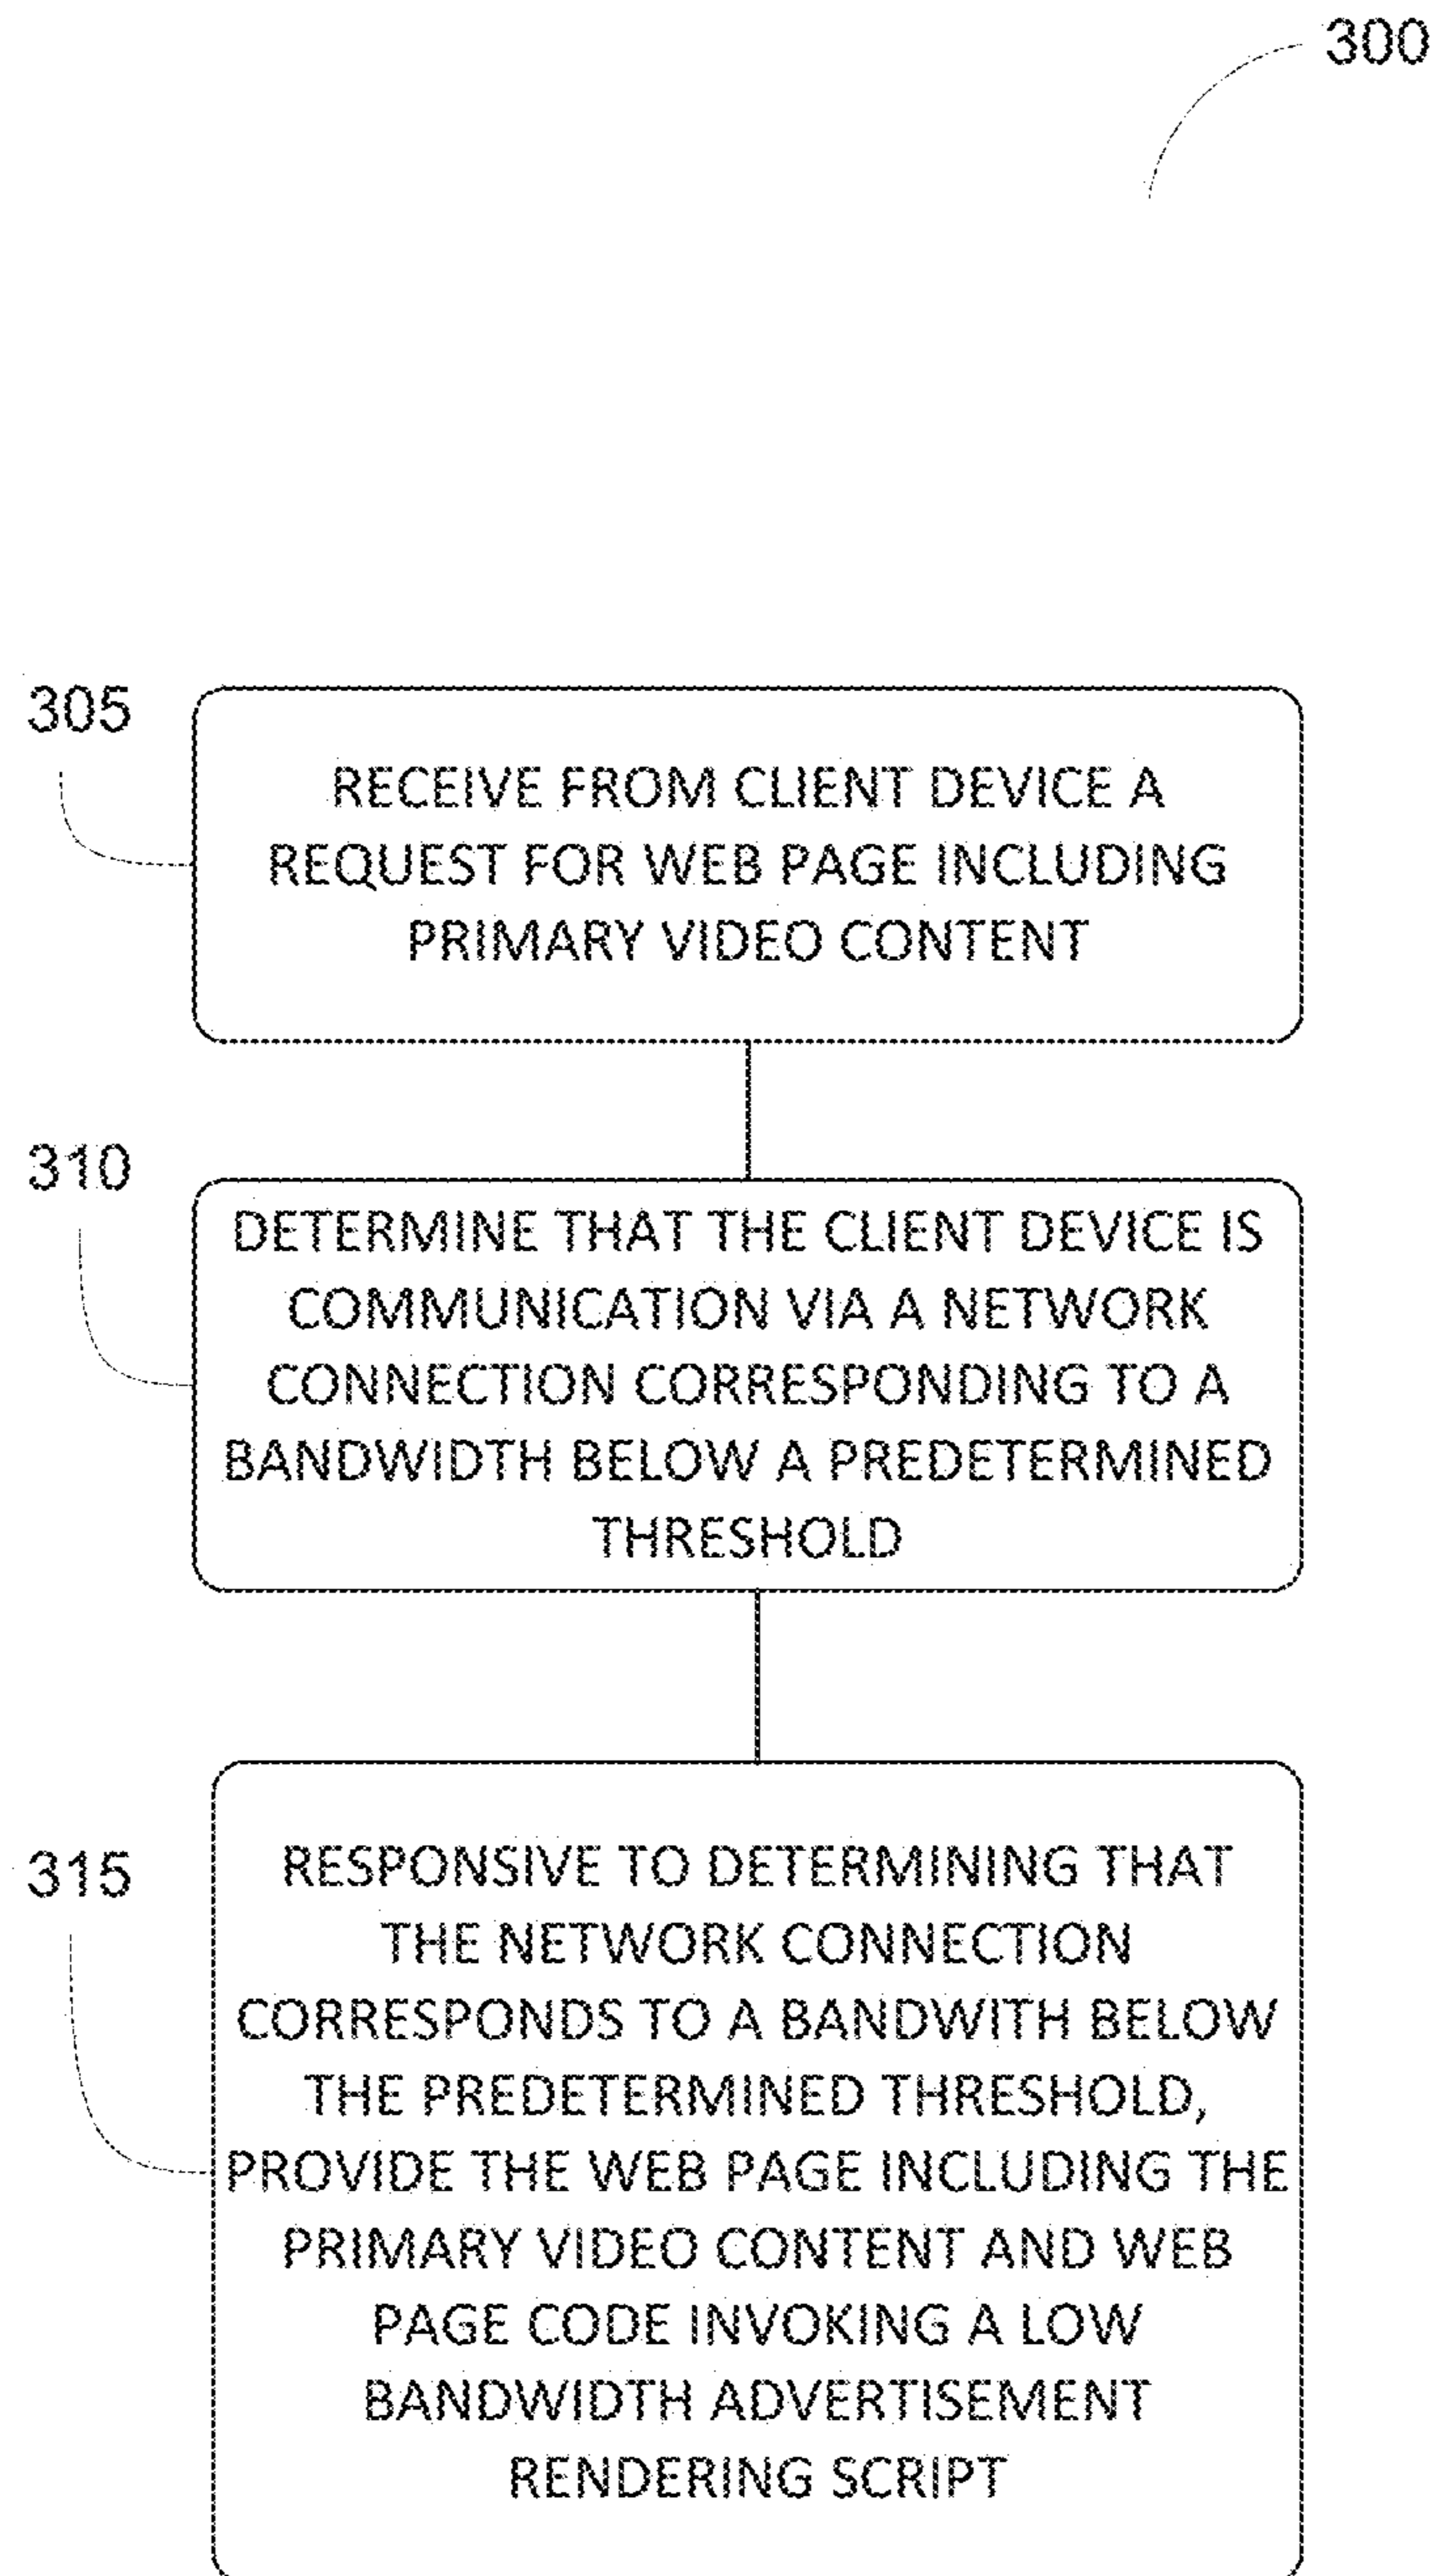 300
305
RECEIVE FROM CLIENT DEVICE A
REQUEST FOR WEB PAGE INCLUDING
PRIMARY VIDEO CONTENT
310
DETERMINE THAT THE CLIENT DEVICE IS
COMMUNICATION VIA A NETWORK
CONNECTION CORRESPONDING TO A
BANDWIDTH BELOW A PREDETERMINED
THRESHOLD
315
RESPONSIVE TO DETERMINING THAT
THE NETWORK CONNECTION
CORRESPONDS TO A BANDWITH BELOW
THE PREDETERMINED THRESHOLD,
PROVIDE THE WEB PAGE INCLUDING THE
PRIMARY VIDEO CONTENT AND WEB
PAGE CODE INVOKING A LOW
BANDWIDTH ADVERTISEMENT
RENDERING SCRIPT